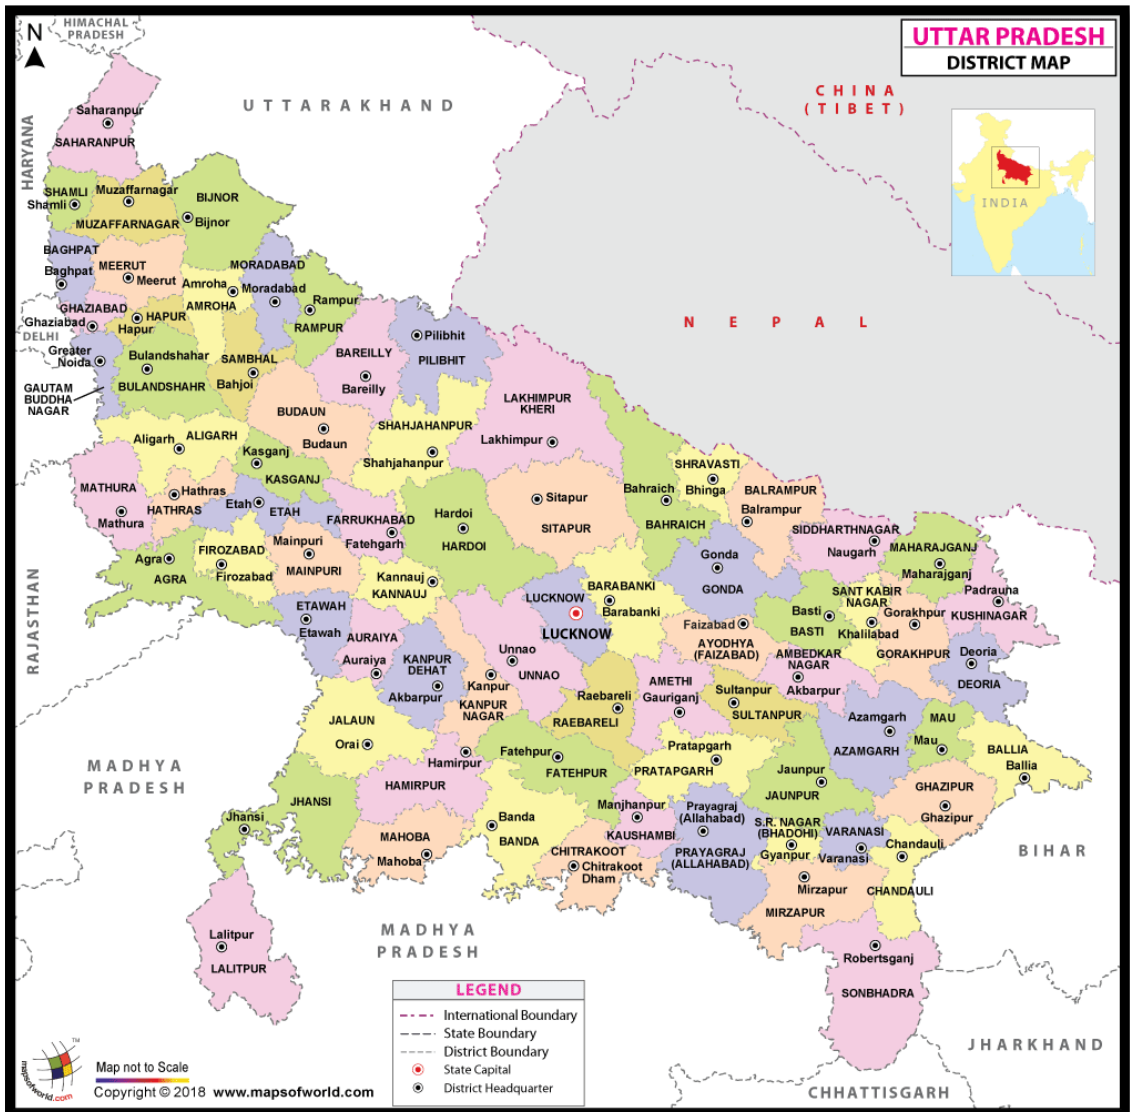 N
HIMACHAL
PRADESH
UTTAR PRADESH
DISTRICT MAP
UTTARAKHAND
CHINA
(TIBET)
HARYANA
Saharanpur
SAHARANPUR
INDIA
SHAMLI
Shamli
Muzaffarnagar
MUZAFFARNAGAR
BIJNOR
Bijnor
BAGHPAT
Baghpat
MEERUT
Meerut
MORADABAD
Moradabad
Amroha
AMROHA
Rampur
RAMPUR
GHAZIABAD
Ghaziabad
HAPUR
Hapur
DELHI
NEPAL
Greater
Noida
GAUTAM
BUDDHA
NAGAR
Bulandshahar
BULANDSHAHR
SAMBHAL
Bahjoi
BAREILLY
Bareilly
Pilibhit
PILIBHIT
BUDAUN
Budaun
LAKHIMPUR
KHERI
Lakhimpur
SHAHJAHANPUR
Shahjahanpur
Aligarh
ALIGARH
Kasganj
KASGANJ
MATHURA
Mathura
Hathras
HATHRAS
Etah
ETAH
FARRUKHABAD
Fatehgarh
Hardoi
HARDOI
Sitapur
SITAPUR
Bahraich
BAHRAICH
SHRAVASTI
Bhinga
BALRAMPUR
Balrampur
SIDDHARTHNAGAR
Naugarh
MAHARAJGANJ
Maharajganj
Agra
AGRA
FIROZABAD
Firozabad
Mainpuri
MAINPURI
Kannauj
KANNAUJ
LUCKNOW
LUCKNOW
BARABANKI
Barabanki
Gonda
GONDA
SANT KABIR
NAGAR
Khalilabad
Basti
BASTI
Gorakhpur
GORAKHPUR
Padrauna
KUSHINAGAR
RAJASTHAN
ETAWAH
Etawah
AURAIYA
Auraiya
KANPUR
DEHAT
Akbarpur
Unnao
UNNAO
Kanpur
KANPUR
NAGAR
Faizabad
AYODHYA
(FAIZABAD)
AMBEDKAR
NAGAR
Akbarpur
Deoria
DEORIA
Raebareli
RAEBARELI
AMETHI
Gauriganj
Sultanpur
SULTANPUR
Azamgarh
AZAMGARH
MAU
Mau
BALLIA
Ballia
JALAUN
Orai
Hamirpur
HAMIRPUR
Fatehpur
FATEHPUR
Pratapgarh
PRATAPGARH
Jaunpur
JAUNPUR
GHAZIPUR
Ghazipur
MADHYA
PRADESH
JHANSI
Jhansi
MAHOBA
Mahoba
Banda
BANDA
Manjhanpur
KAUSHAMBI
CHITRAKOOT
Chitrakoot
Dham
Prayagraj
(Allahabad)
PRAYAGRAJ
(ALLAHABAD)
S.R. NAGAR
(BHADOHI)
Gyanpur
VARANASI
Varanasi
Chandauli
CHANDAULI
Mirzapur
MIRZAPUR
BIHAR
Lalitpur
LALITPUR
MADHYA
PRADESH
Robertsganj
SONBHADRA
JHARKHAND
CHHATTISGARH
LEGEND
International Boundary
State Boundary
District Boundary
State Capital
District Headquarter
mapsofworld.com
TM
Map not to Scale
Copyright © 2018 www.mapsofworld.com